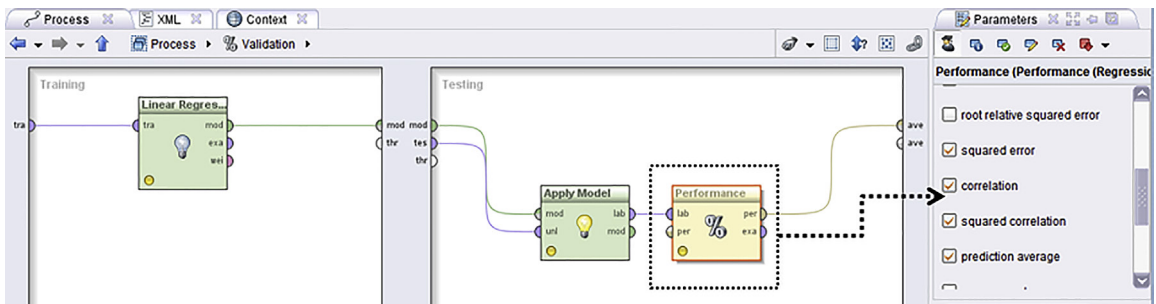 Process XML Context Parameters
Process Validation
Performance (Performance (Regressio
Training Testing
root relative squared error
Linear Regres...
tra tra mod mod mod ave
exa thr tes ave
wei thr
squared error
correlation
Apply Model Performance
mod lab lab per
unl mod per % exa
squared correlation
prediction average